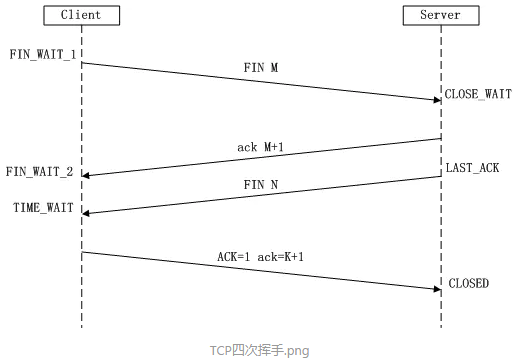 Client
Server
FIN_WAIT_1
FIN M
CLOSE_WAIT
ack M+1
LAST_ACK
FIN_WAIT_2
FIN N
TIME_WAIT
ACK=1 ack=K+1
CLOSED
TCP四次挥手.png